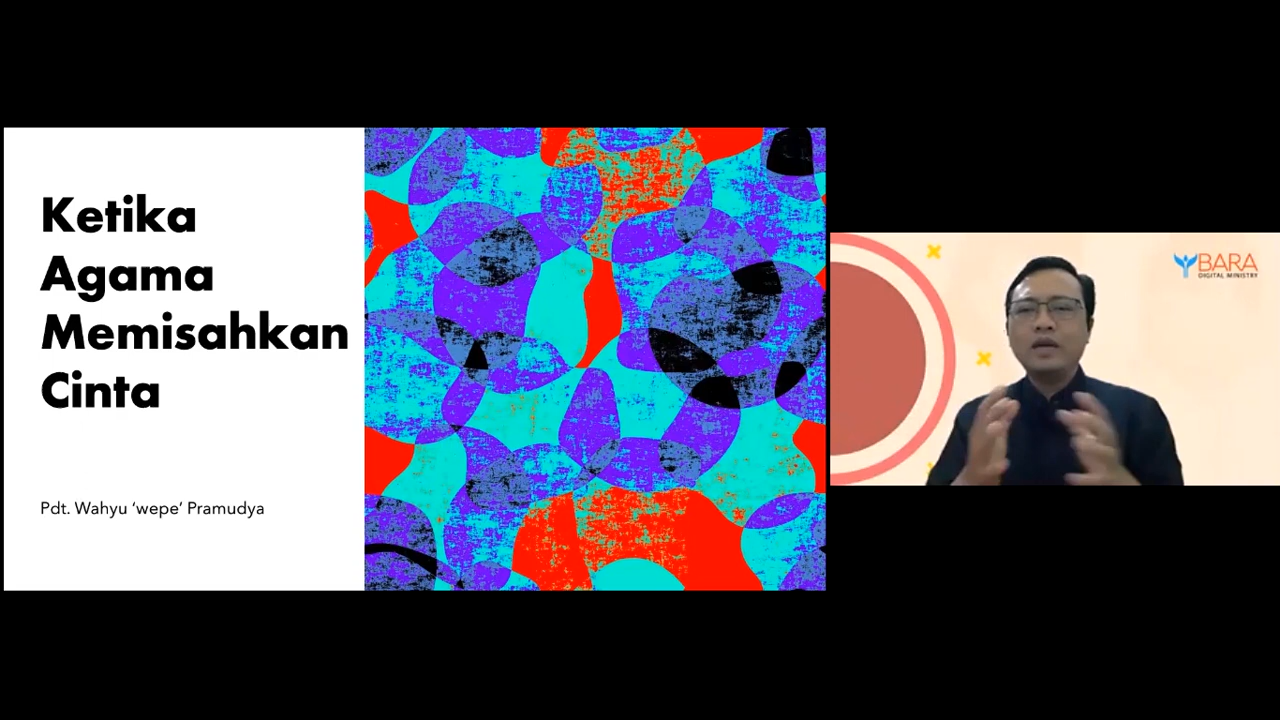 Ketika
Agama
Memisahkan
Cinta
Pdt. Wahyu ‘wepe’ Pramudya
BARA
DIGITAL MINISTRY